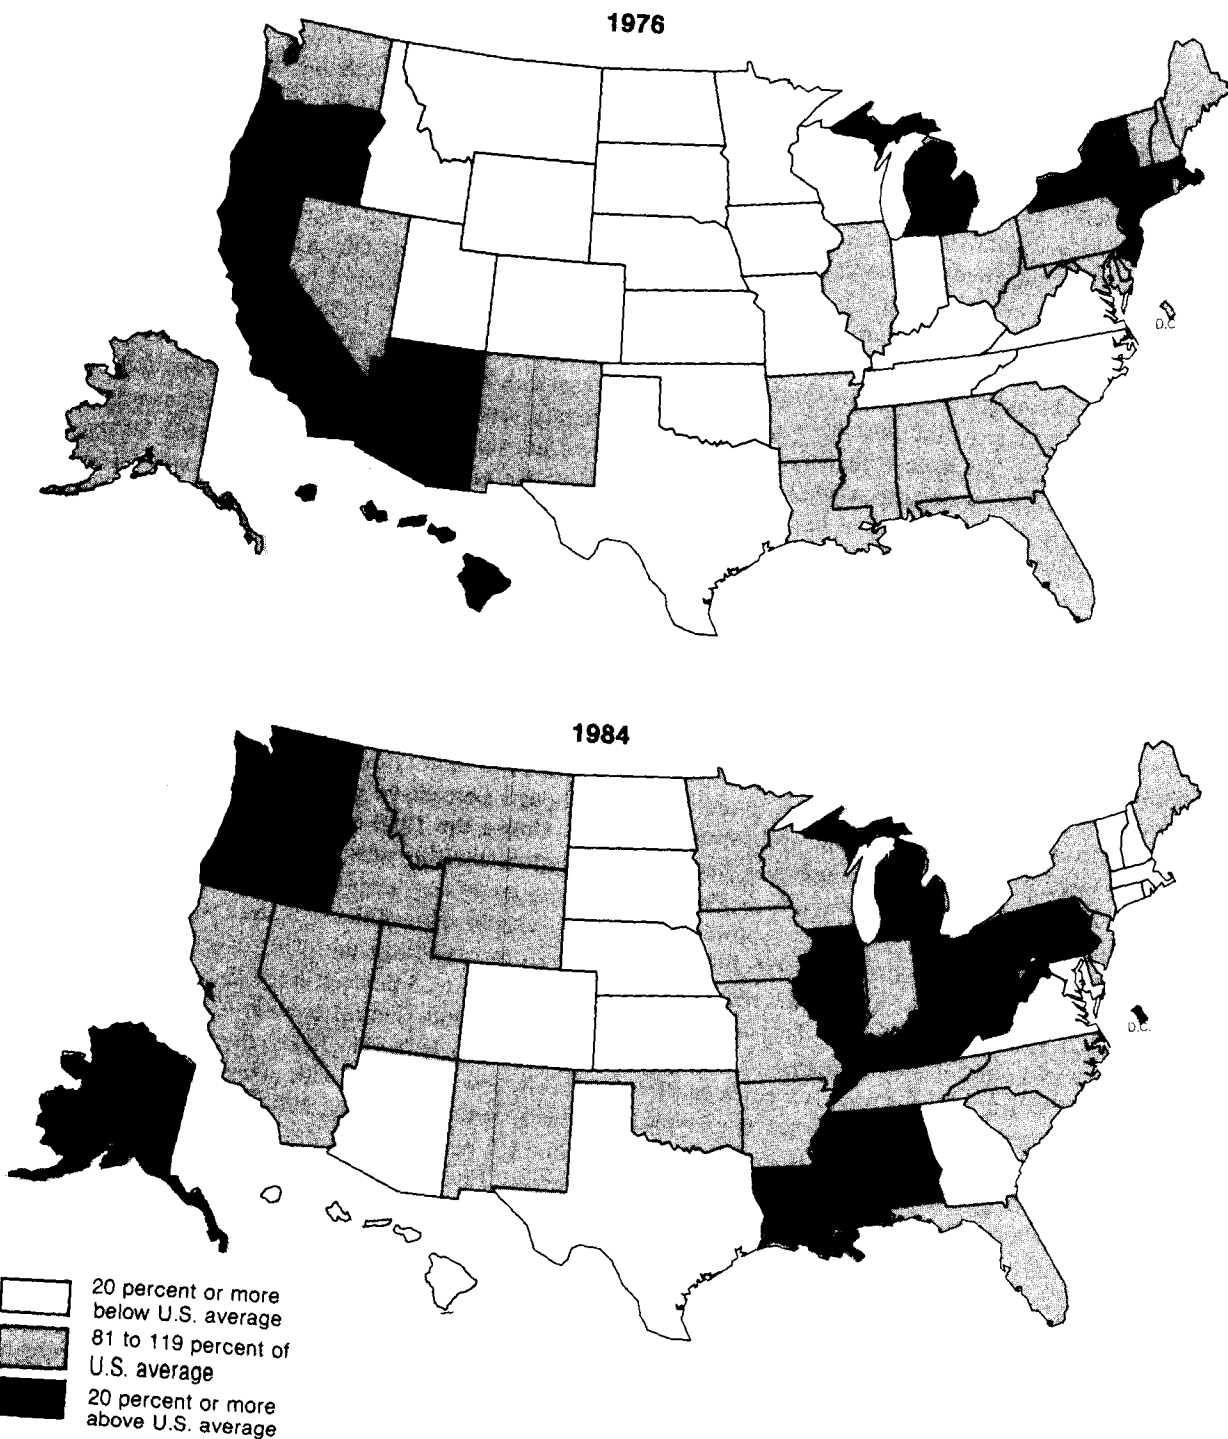 1976
D.C.
1984
D.C.
20 percent or more
below U.S. average
81 to 119 percent of
U.S. average
20 percent or more
above U.S. average